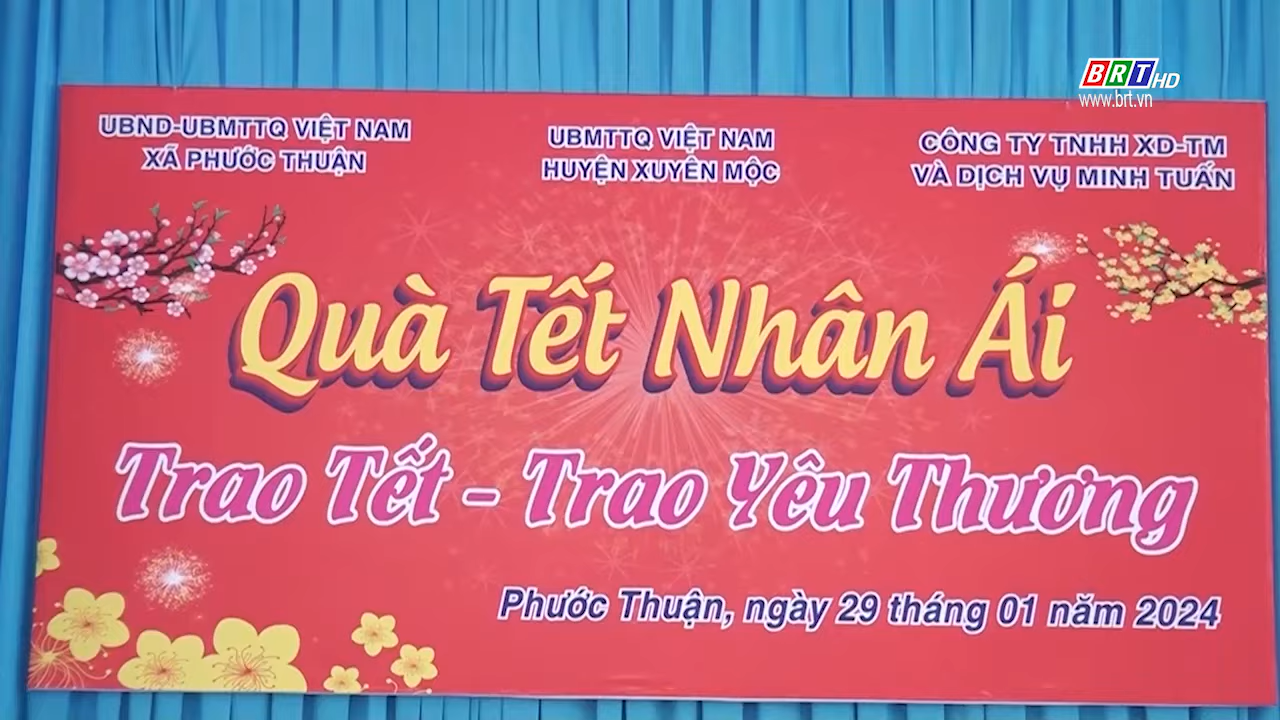 BRT HD
www.brt.vn
UBND-UBMTTQ VIỆT NAM
XÃ PHƯỚC THUẬN
UBMTTQ VIỆT NAM
HUYỆN XUYÊN MỘC
CÔNG TY TNHH XD-TM
VÀ DỊCH VỤ MINH TUẤN
Quà Tết Nhân Ái
Trao Tết - Trao Yêu Thương
Phước Thuận, ngày 29 tháng 01 năm 2024